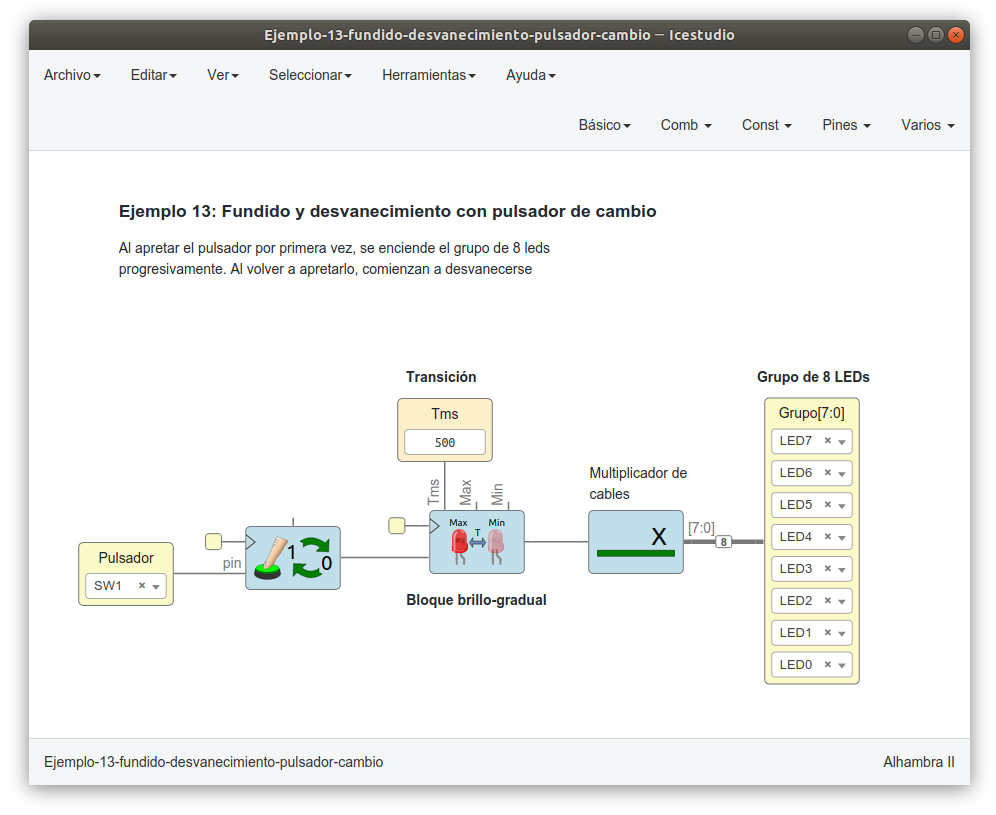 Ejemplo-13-fundido-desvanecimiento-pulsador-cambio — Icestudio
Archivo Editar Ver Seleccionar Herramientas Ayuda
Básico Comb Const Pines Varios
Ejemplo 13: Fundido y desvanecimiento con pulsador de cambio
Al apretar el pulsador por primera vez, se enciende el grupo de 8 leds
progresivamente. Al volver a apretarlo, comienzan a desvanecerse
Transición
Tms
500
Tms
Max
Min
Max
Min
T
Bloque brillo-gradual
Pulsador
SW1
pin
1
0
Multiplicador de
cables
X
[7:0]
8
Grupo de 8 LEDs
Grupo[7:0]
LED7
LED6
LED5
LED4
LED3
LED2
LED1
LED0
Ejemplo-13-fundido-desvanecimiento-pulsador-cambio
Alhambra II